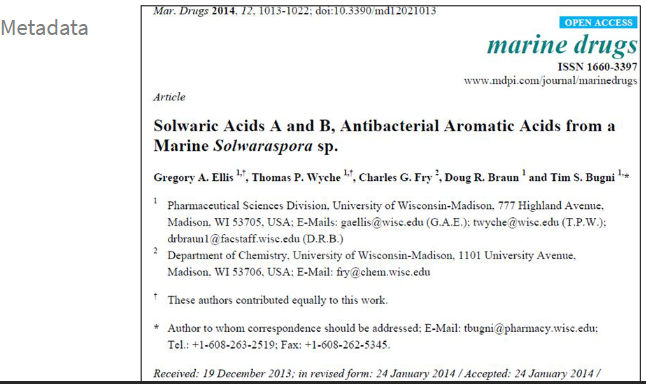 Metadata
Mar. Drugs 2014, 12, 1013-1022; doi:10.3390/md12021013
OPEN ACCESS
marine drugs
ISSN 1660-3397
www.mdpi.com/journal/marinedrugs
Article
Solwaric Acids A and B, Antibacterial Aromatic Acids from a
Marine Solwaraspora sp.
Gregory A. Ellis 1,†, Thomas P. Wyche 1,†, Charles G. Fry 2, Doug R. Braun 1 and Tim S. Bugni 1,*
1 Pharmaceutical Sciences Division, University of Wisconsin-Madison, 777 Highland Avenue,
Madison, WI 53705, USA; E-Mails: gaellis@wisc.edu (G.A.E.); twyche@wisc.edu (T.P.W.);
drbraun1@facstaff.wisc.edu (D.R.B.)
2 Department of Chemistry, University of Wisconsin-Madison, 1101 University Avenue,
Madison, WI 53706, USA; E-Mail: fry@chem.wisc.edu
† These authors contributed equally to this work.
* Author to whom correspondence should be addressed; E-Mail: tbugni@pharmacy.wisc.edu;
Tel.: +1-608-263-2519; Fax: +1-608-262-5345.
Received: 19 December 2013; in revised form: 24 January 2014 / Accepted: 24 January 2014 /